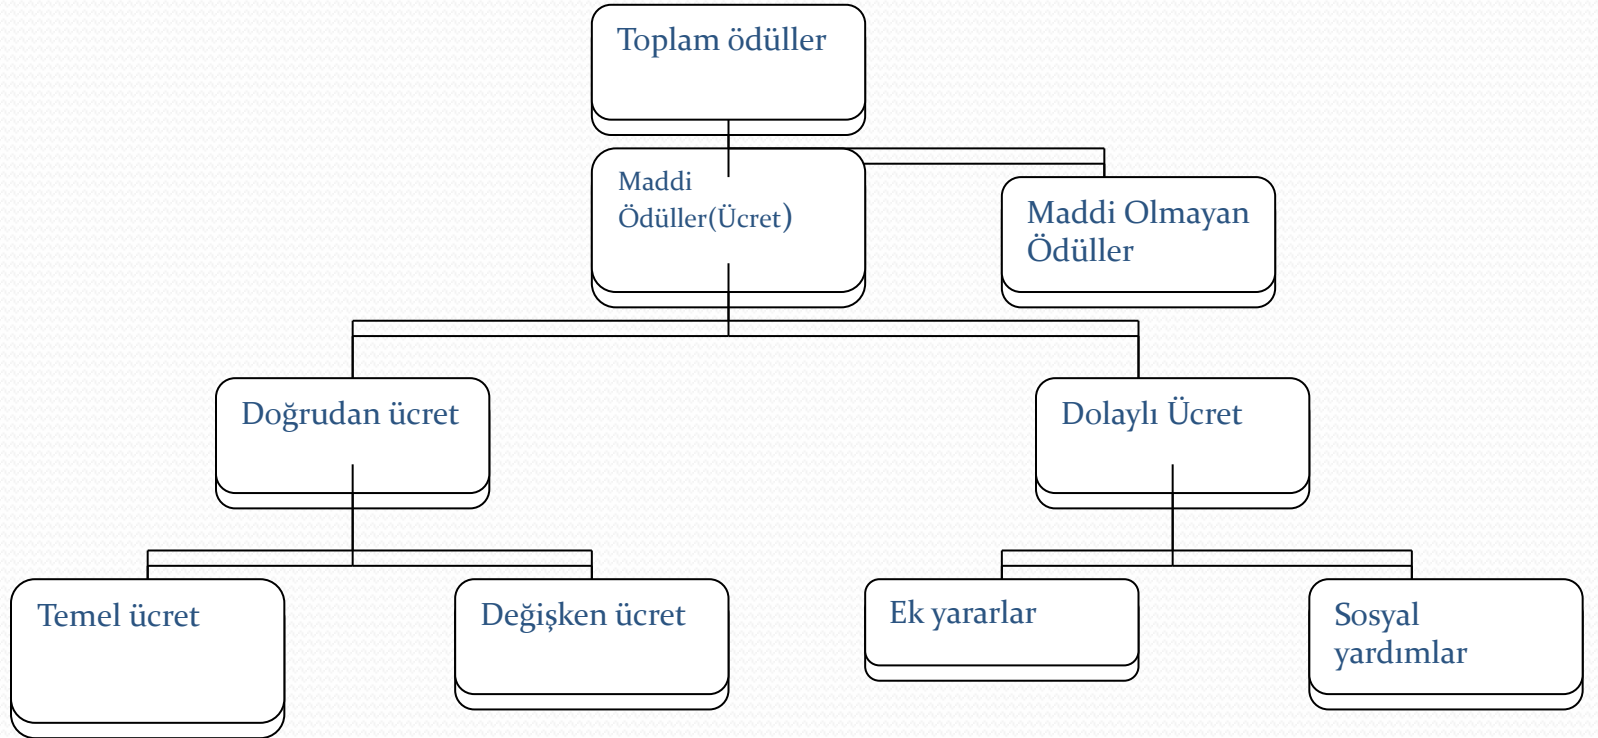 Toplam ödüller
Maddi
Ödüller(Ücret)
Maddi Olmayan
Ödüller
Doğrudan ücret
Dolaylı Ücret
Temel ücret
Değişken ücret
Ek yararlar
Sosyal
yardımlar